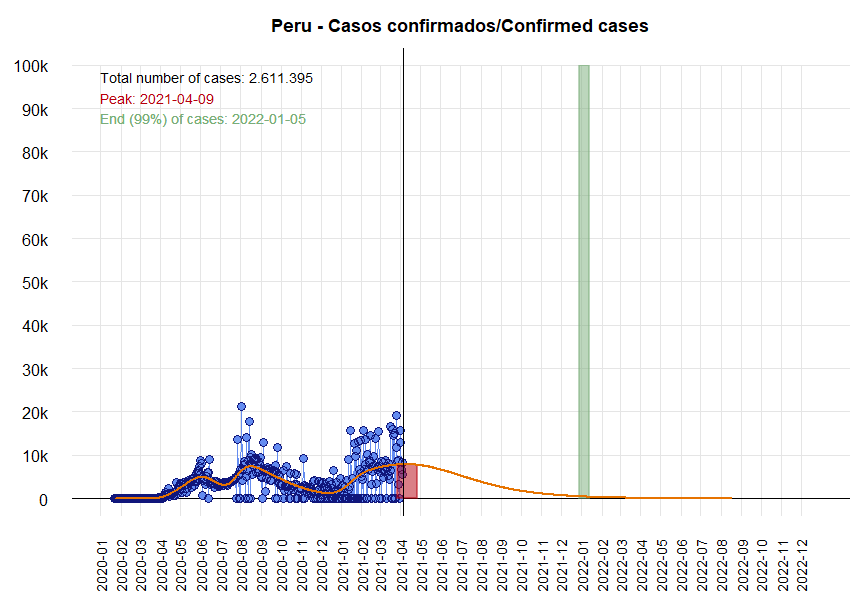 Peru - Casos confirmados/Confirmed cases
100k
90k
80k
70k
60k
50k
40k
30k
20k
10k
0
Total number of cases: 2.611.395
Peak: 2021-04-09
End (99%) of cases: 2022-01-05
2020-01
2020-02
2020-03
2020-04
2020-05
2020-06
2020-07
2020-08
2020-09
2020-10
2020-11
2020-12
2021-01
2021-02
2021-03
2021-04
2021-05
2021-06
2021-07
2021-08
2021-09
2021-10
2021-11
2021-12
2022-01
2022-02
2022-03
2022-04
2022-05
2022-06
2022-07
2022-08
2022-09
2022-10
2022-11
2022-12